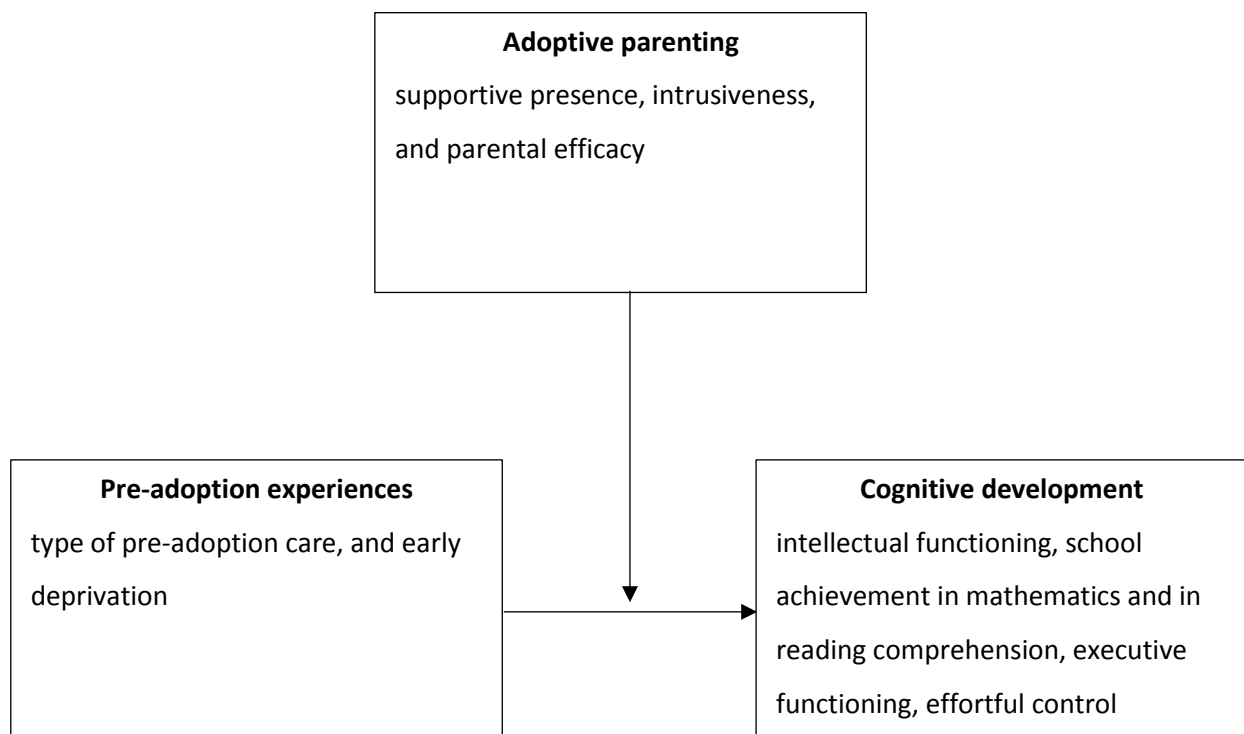 Adoptive parenting
supportive presence, intrusiveness,
and parental efficacy
Pre-adoption experiences
type of pre-adoption care, and early
deprivation
Cognitive development
intellectual functioning, school
achievement in mathematics and in
reading comprehension, executive
functioning, effortful control